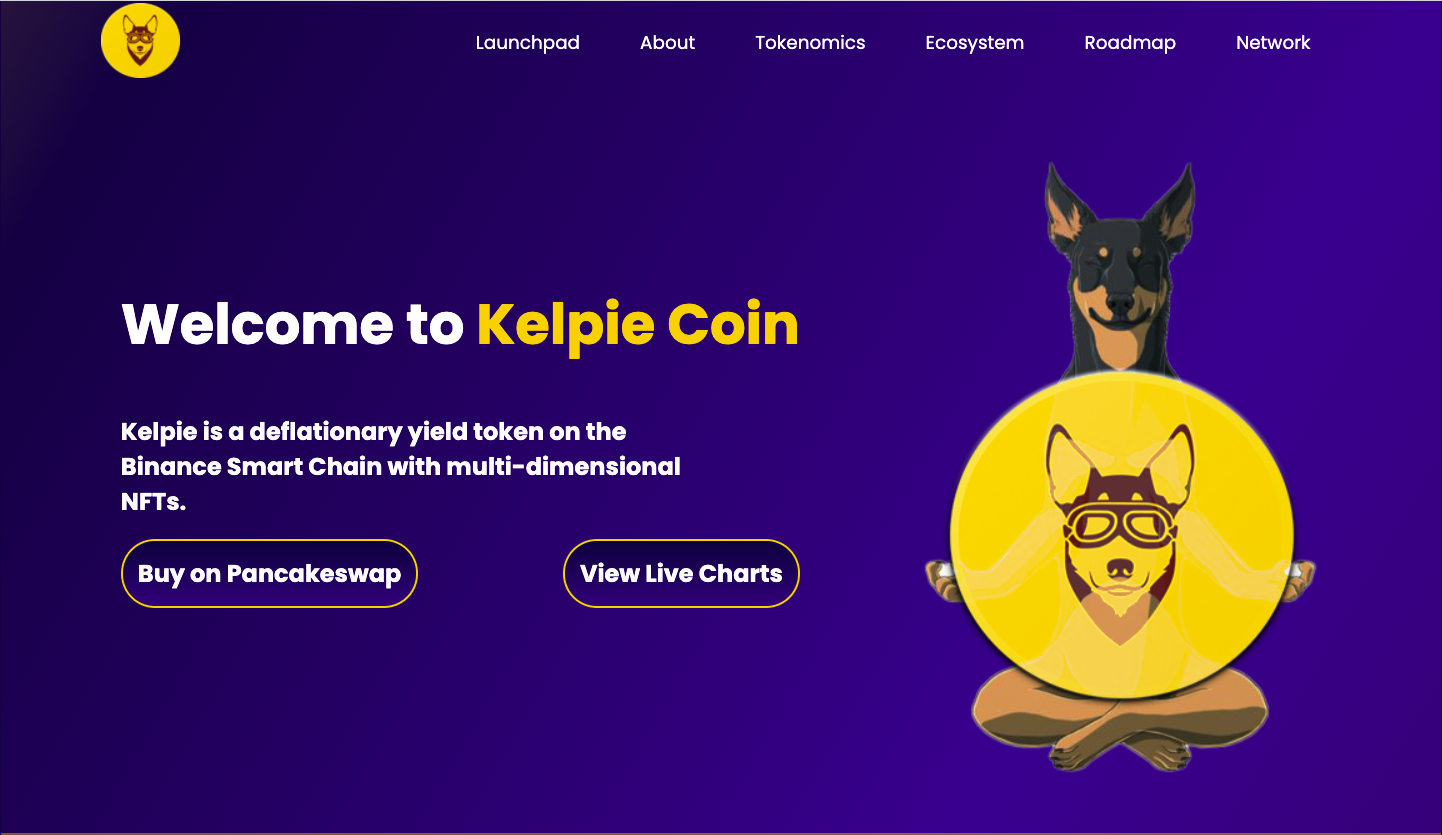 Launchpad About Tokenomics Ecosystem Roadmap Network
Welcome to Kelpie Coin
Kelpie is a deflationary yield token on the
Binance Smart Chain with multi-dimensional
NFTs.
Buy on Pancakeswap View Live Charts